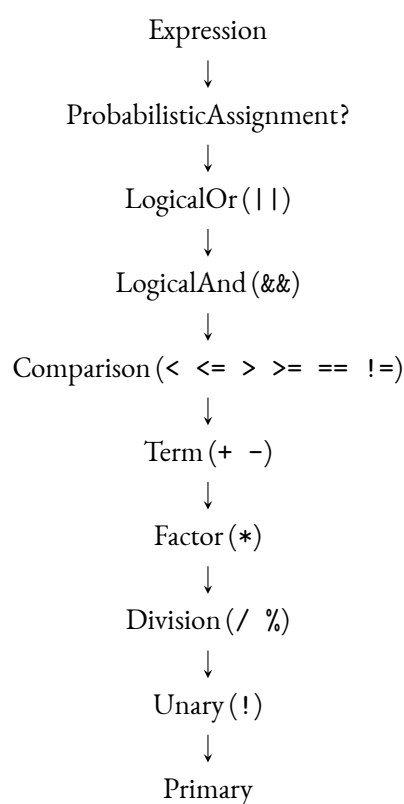 Expression
↓
ProbabilisticAssignment?
↓
LogicalOr (||)
↓
LogicalAnd (&&)
↓
Comparison (< <= > >= == !=)
↓
Term (+ -)
↓
Factor (*)
↓
Division (/ %)
↓
Unary (!)
↓
Primary